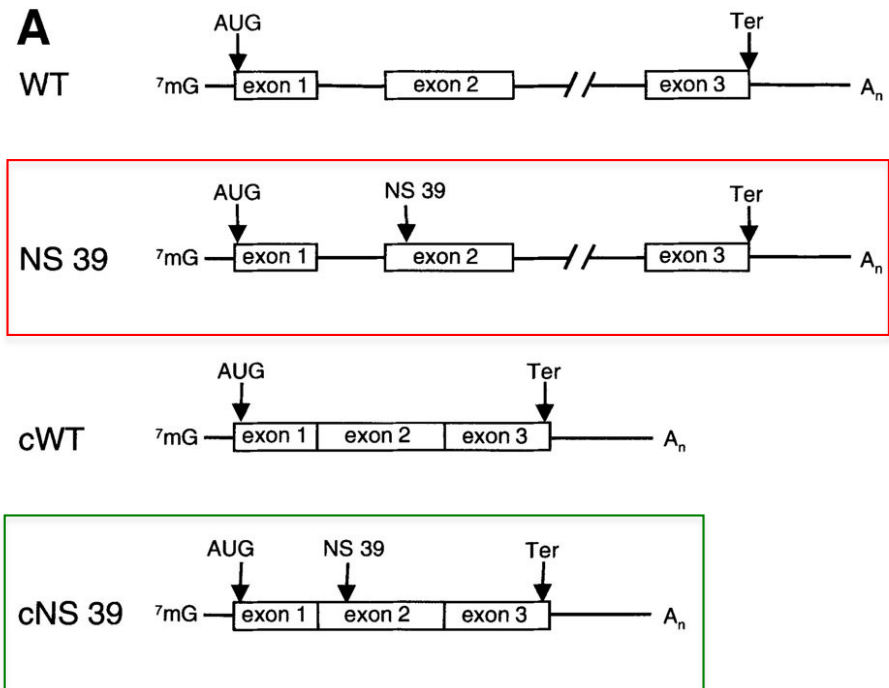 A
AUG Ter
WT ⁷mG exon 1 exon 2 exon 3 Aₙ
AUG NS 39 Ter
NS 39 ⁷mG exon 1 exon 2 exon 3 Aₙ
AUG Ter
cWT ⁷mG exon 1 exon 2 exon 3 Aₙ
AUG NS 39 Ter
cNS 39 ⁷mG exon 1 exon 2 exon 3 Aₙ